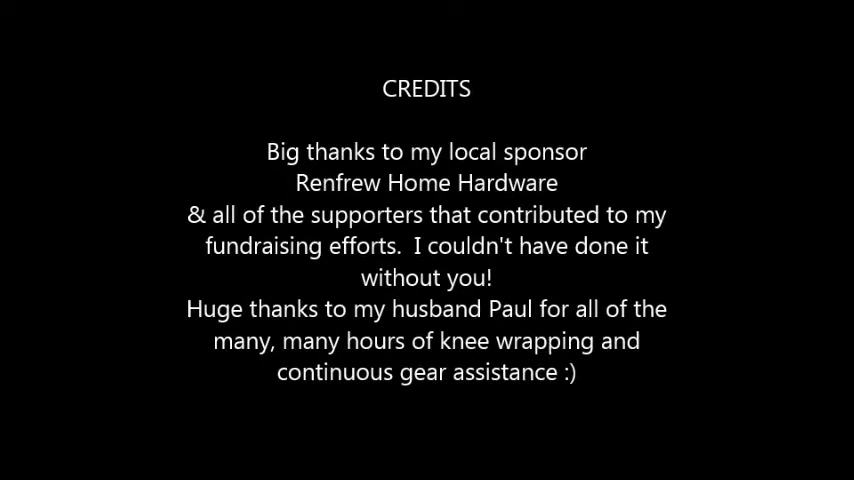 CREDITS
Big thanks to my local sponsor
Renfrew Home Hardware
& all of the supporters that contributed to my
fundraising efforts.  I couldn't have done it
without you!
Huge thanks to my husband Paul for all of the
many, many hours of knee wrapping and
continuous gear assistance :)